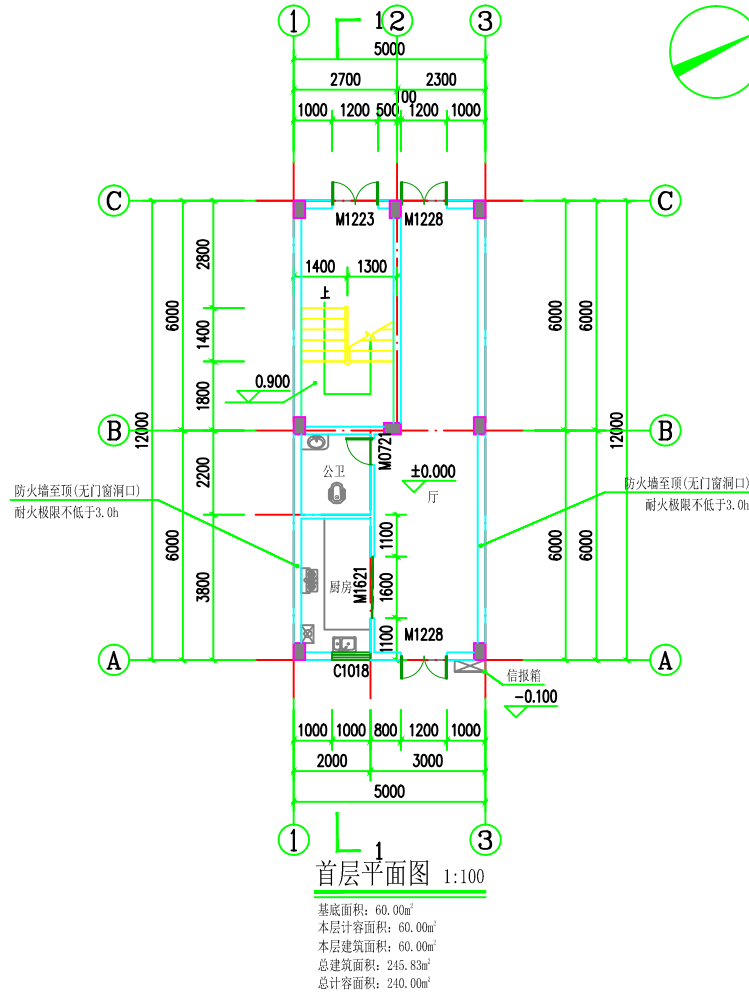 1 1 2 3
5000
2700 2300
100
1000 1200 500 1200 1000
C C
M1223 M1228
2800
1400 1300
上
6000 6000 6000
1400
0.900
1800
B B
12000 12000
M0721
2200
公卫
±0.000
厅
防火墙至顶(无门窗洞口)
耐火极限不低于3.0h
防火墙至顶(无门窗洞口)
耐火极限不低于3.0h
1100
6000 6000 6000
3800
厨房
M1621
1600
1100
M1228
A A
C1018
信报箱
-0.100
1000 1000 800 1200 1000
2000 3000
5000
1 1 3
首层平面图 1:100
基底面积: 60.00m²
本层计容面积: 60.00m²
本层建筑面积: 60.00m²
总建筑面积: 245.83m²
总计容面积: 240.00m²